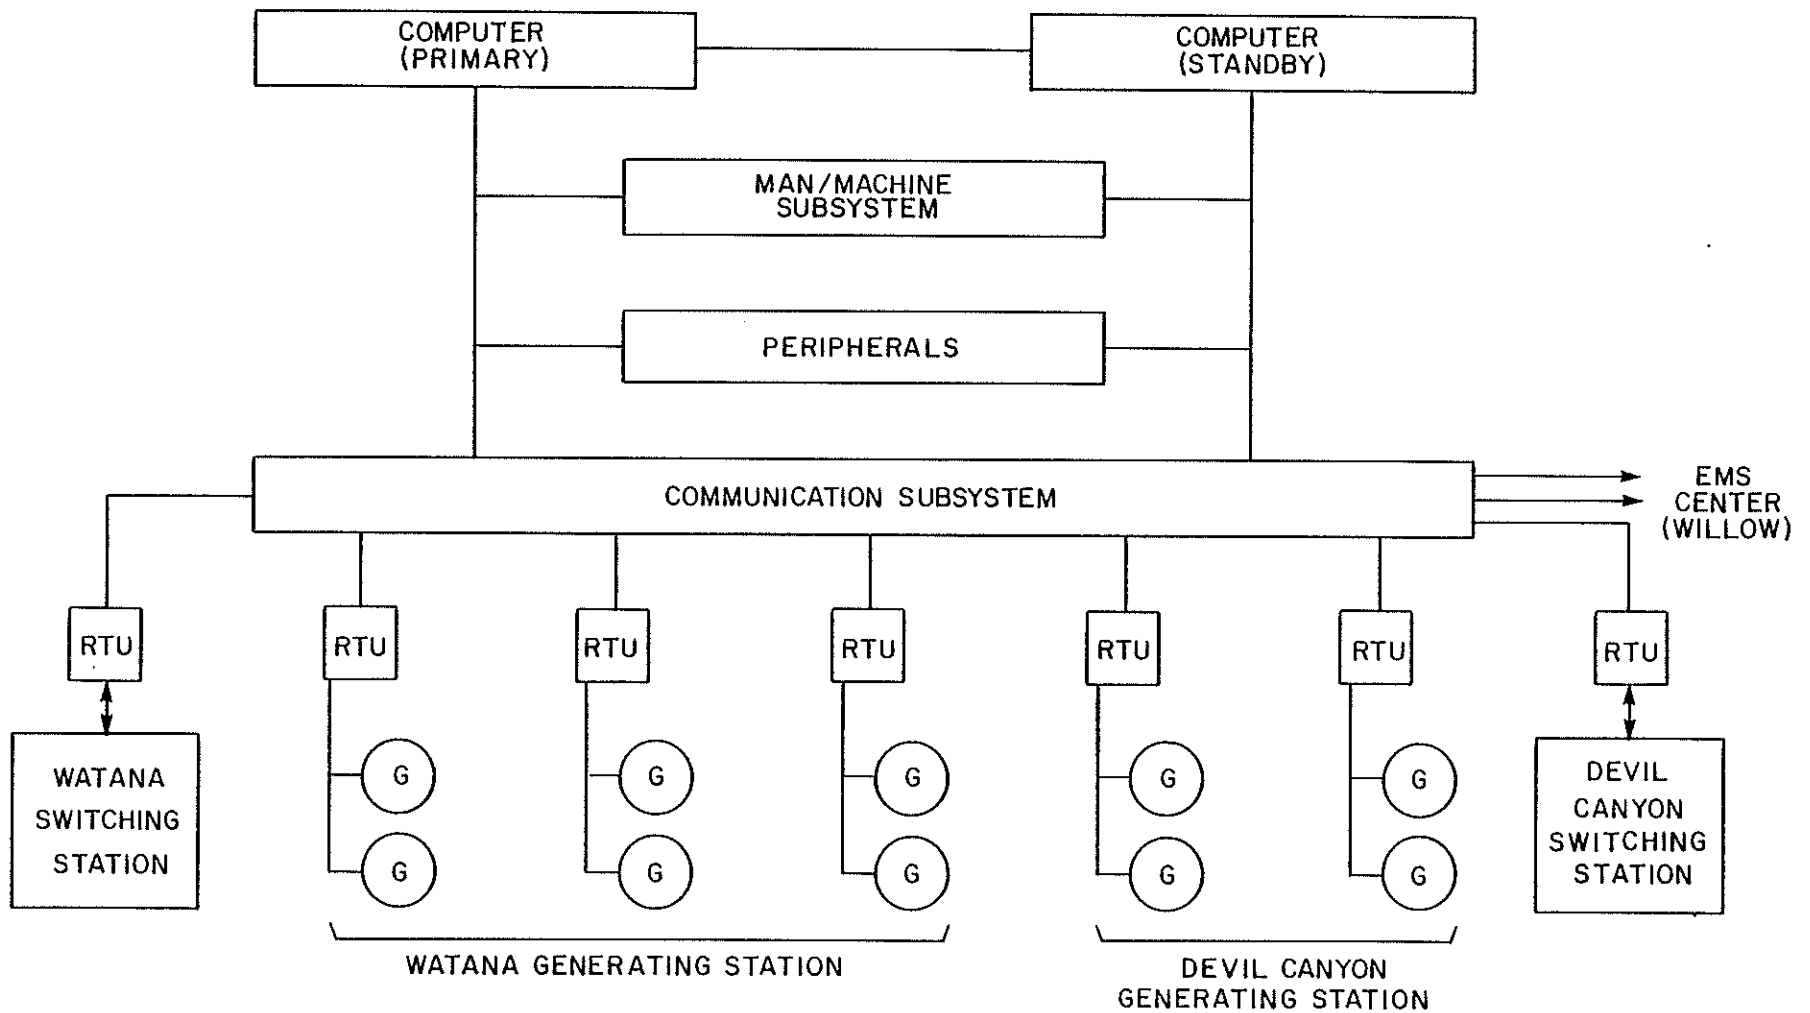 COMPUTER
(PRIMARY)
COMPUTER
(STANDBY)
MAN/MACHINE
SUBSYSTEM
PERIPHERALS
COMMUNICATION SUBSYSTEM
EMS
CENTER
(WILLOW)
RTU
RTU
RTU
RTU
RTU
RTU
RTU
WATANA
SWITCHING
STATION
G
G
G
G
G
G
G
G
G
G
DEVIL
CANYON
SWITCHING
STATION
WATANA GENERATING STATION
DEVIL CANYON
GENERATING STATION